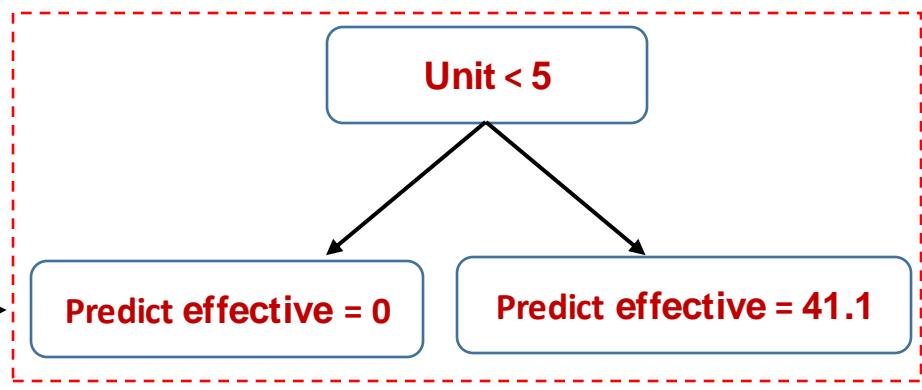 Unit < 5
Predict effective = 0
Predict effective = 41.1